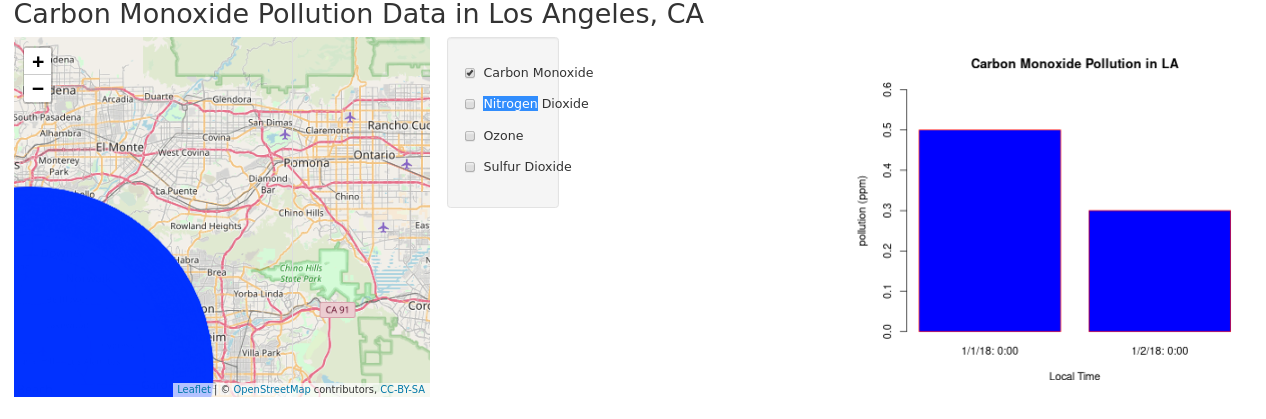 Carbon Monoxide Pollution Data in Los Angeles, CA
+
−
dena
dena
Arcadia
Duarte
Glendora
South Pasadena
San Dimas
Claremont
Rancho Cuc
Alhambra
Covina
El Monte
West Covina
Ontario
Monterey
Park
Pomona
La Puente
Diamond
Bar
Chino
Chino Hills
Rowland Heights
Eas
Brea
Chino Hills
State Park
Yorba Linda
CA 91
Cor
Villa Park
Leaflet | © OpenStreetMap contributors, CC-BY-SA
Carbon Monoxide
Nitrogen Dioxide
Ozone
Sulfur Dioxide
Carbon Monoxide Pollution in LA
pollution (ppm)
0.6
0.5
0.4
0.3
0.2
0.1
0.0
1/1/18: 0:00
1/2/18: 0:00
Local Time